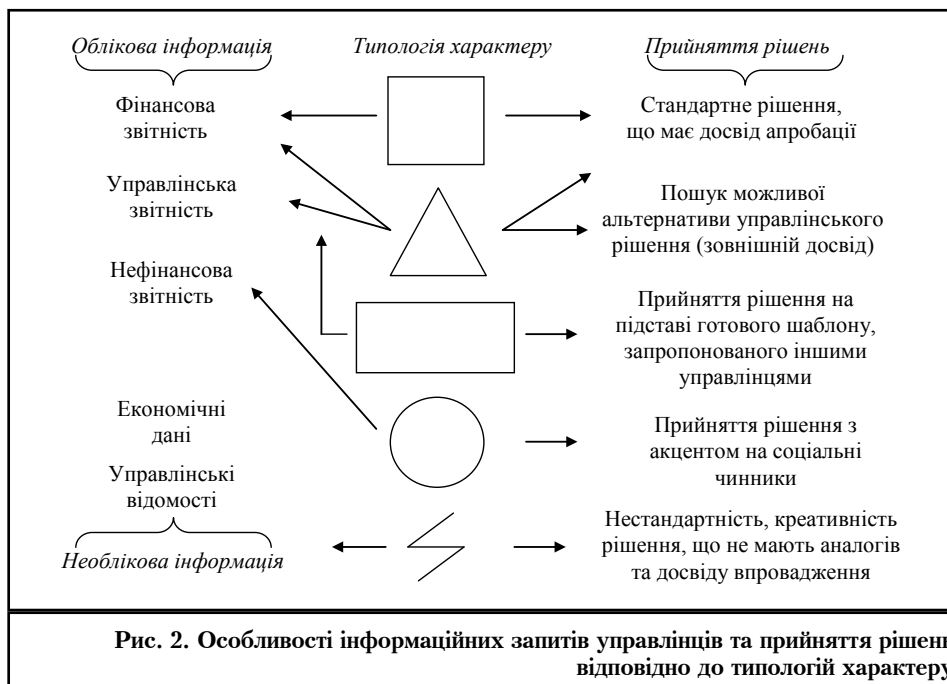 Облікова інформація
Типологія характеру
Прийняття рішень
Фінансова
звітність
Стандартне рішення,
що має досвід апробації
Управлінська
звітність
Пошук можливої
альтернативи управлінського
рішення (зовнішній досвід)
Нефінансова
звітність
Прийняття рішення на
підставі готового шаблону,
запропонованого іншими
управлінцями
Економічні
дані
Прийняття рішення з
акцентом на соціальні
чинники
Управлінські
відомості
Необлікова інформація
Нестандартність, креативність
рішення, що не мають аналогів
та досвіду впровадження
Рис. 2. Особливості інформаційних запитів управлінців та прийняття рішень
відповідно до типологій характеру